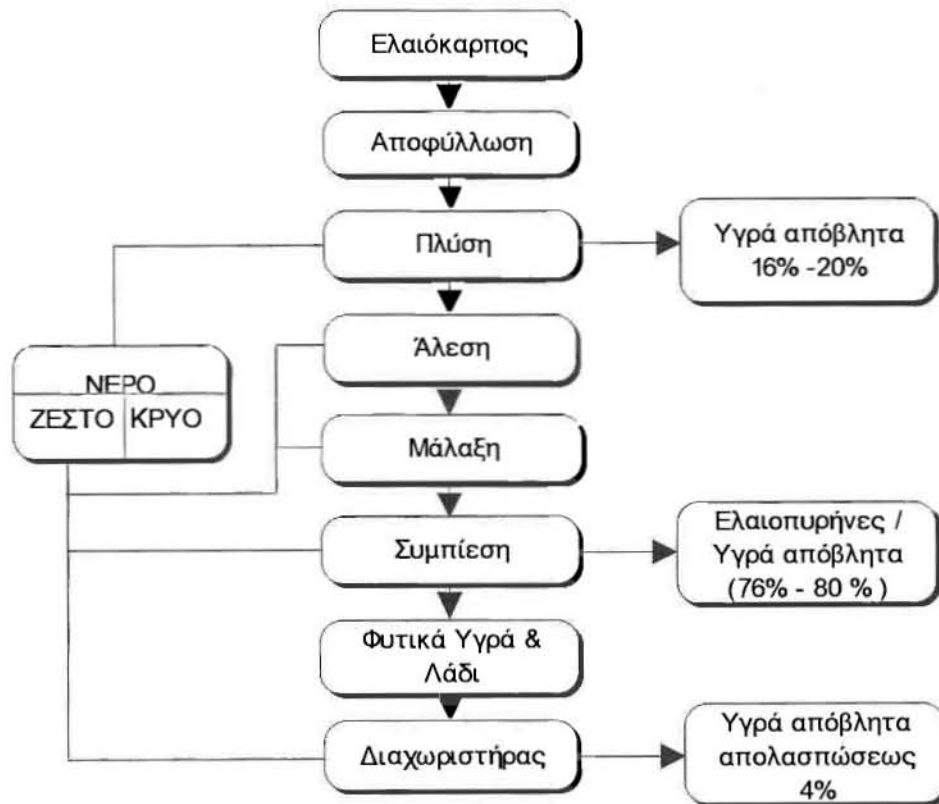 Ελαιόκαρπος
Αποφύλλωση
Πλύση
Υγρά απόβλητα
16% -20%
Άλεση
ΝΕΡΟ
ΖΕΣΤΟ ΚΡΥΟ
Μάλαξη
Συμπίεση
Ελαιοπυρήνες /
Υγρά απόβλητα
(76% - 80 % )
Φυτικά Υγρά &
Λάδι
Διαχωριστήρας
Υγρά απόβλητα
απολασπώσεως
4%